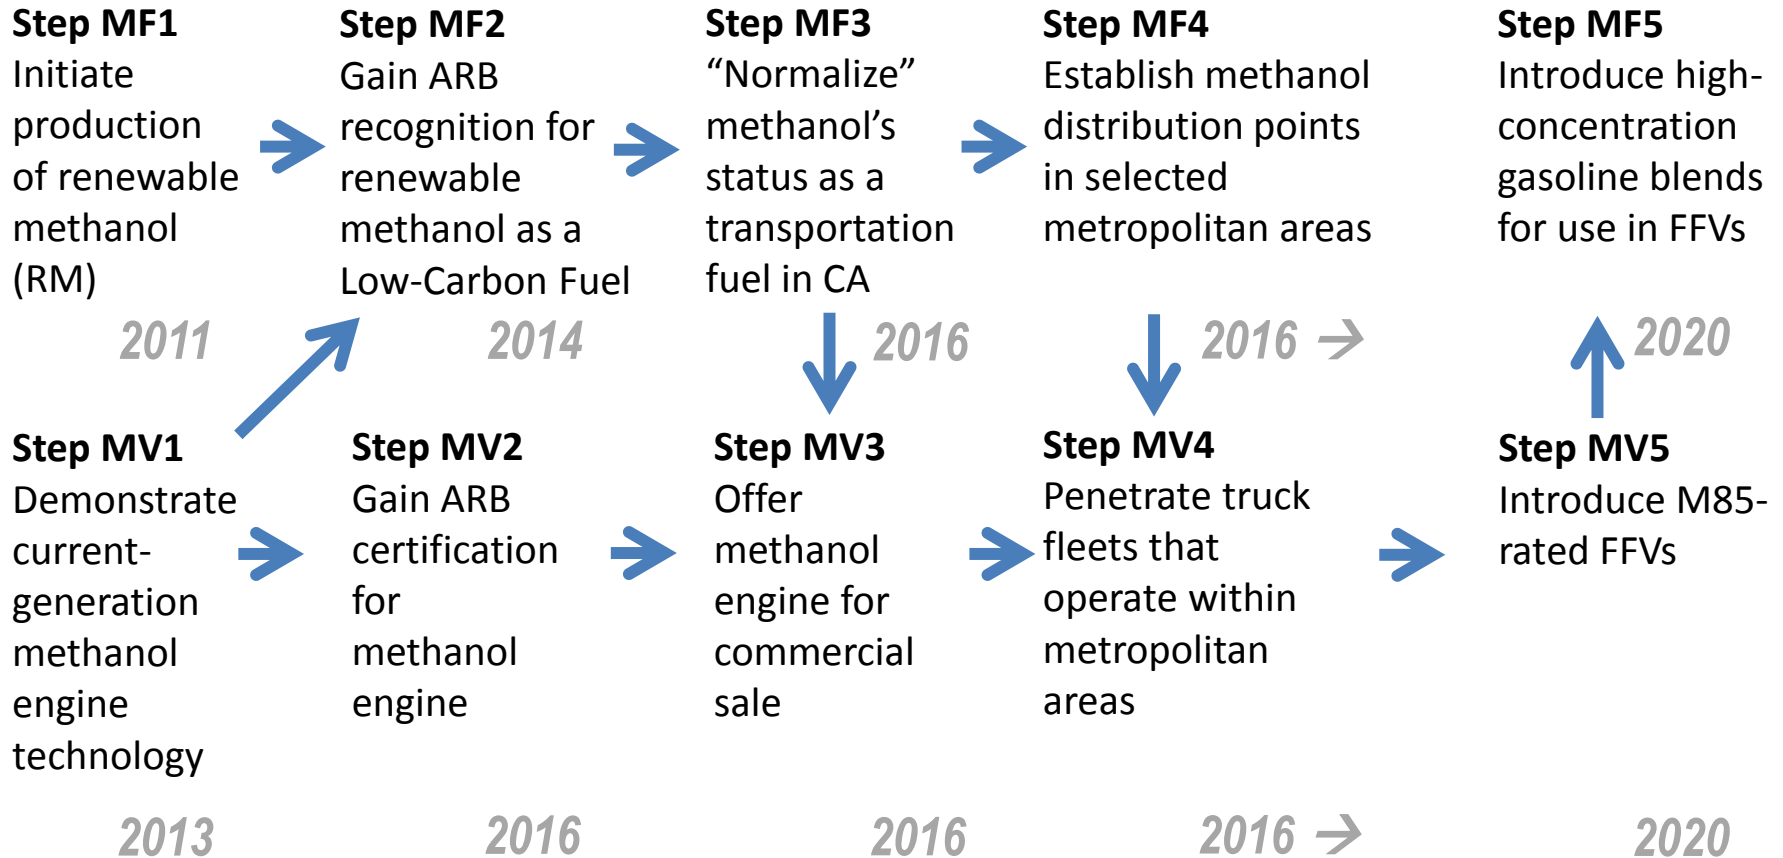 Step MF1
Initiate
production
of renewable
methanol
(RM)
2011
Step MF2
Gain ARB
recognition for
renewable
methanol as a
Low-Carbon Fuel
2014
Step MF3
“Normalize”
methanol’s
status as a
transportation
fuel in CA
2016
Step MF4
Establish methanol
distribution points
in selected
metropolitan areas
2016 →
Step MF5
Introduce high-
concentration
gasoline blends
for use in FFVs
2020
Step MV1
Demonstrate
current-
generation
methanol
engine
technology
2013
Step MV2
Gain ARB
certification
for
methanol
engine
2016
Step MV3
Offer
methanol
engine for
commercial
sale
2016
Step MV4
Penetrate truck
fleets that
operate within
metropolitan
areas
2016 →
Step MV5
Introduce M85-
rated FFVs
2020